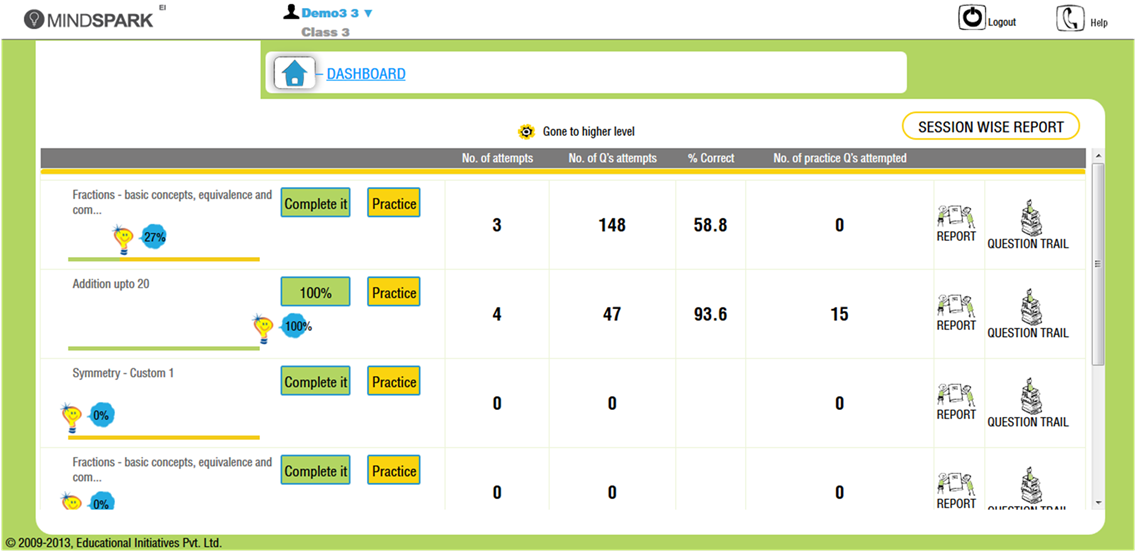 MINDSPARK EI
Demo3 3 ▼
Class 3
Logout
Help
DASHBOARD
Gone to higher level
SESSION WISE REPORT
No. of attempts No. of Q's attempts % Correct No. of practice Q's attempted
Fractions - basic concepts, equivalence and
com...
Complete it Practice
27%
3 148 58.8 0
REPORT QUESTION TRAIL
Addition upto 20
100% Practice
100%
4 47 93.6 15
REPORT QUESTION TRAIL
Symmetry - Custom 1
Complete it Practice
0%
0 0 0
REPORT QUESTION TRAIL
Fractions - basic concepts, equivalence and
com...
Complete it Practice
0%
0 0 0
REPORT QUESTION TRAIL
© 2009-2013, Educational Initiatives Pvt. Ltd.